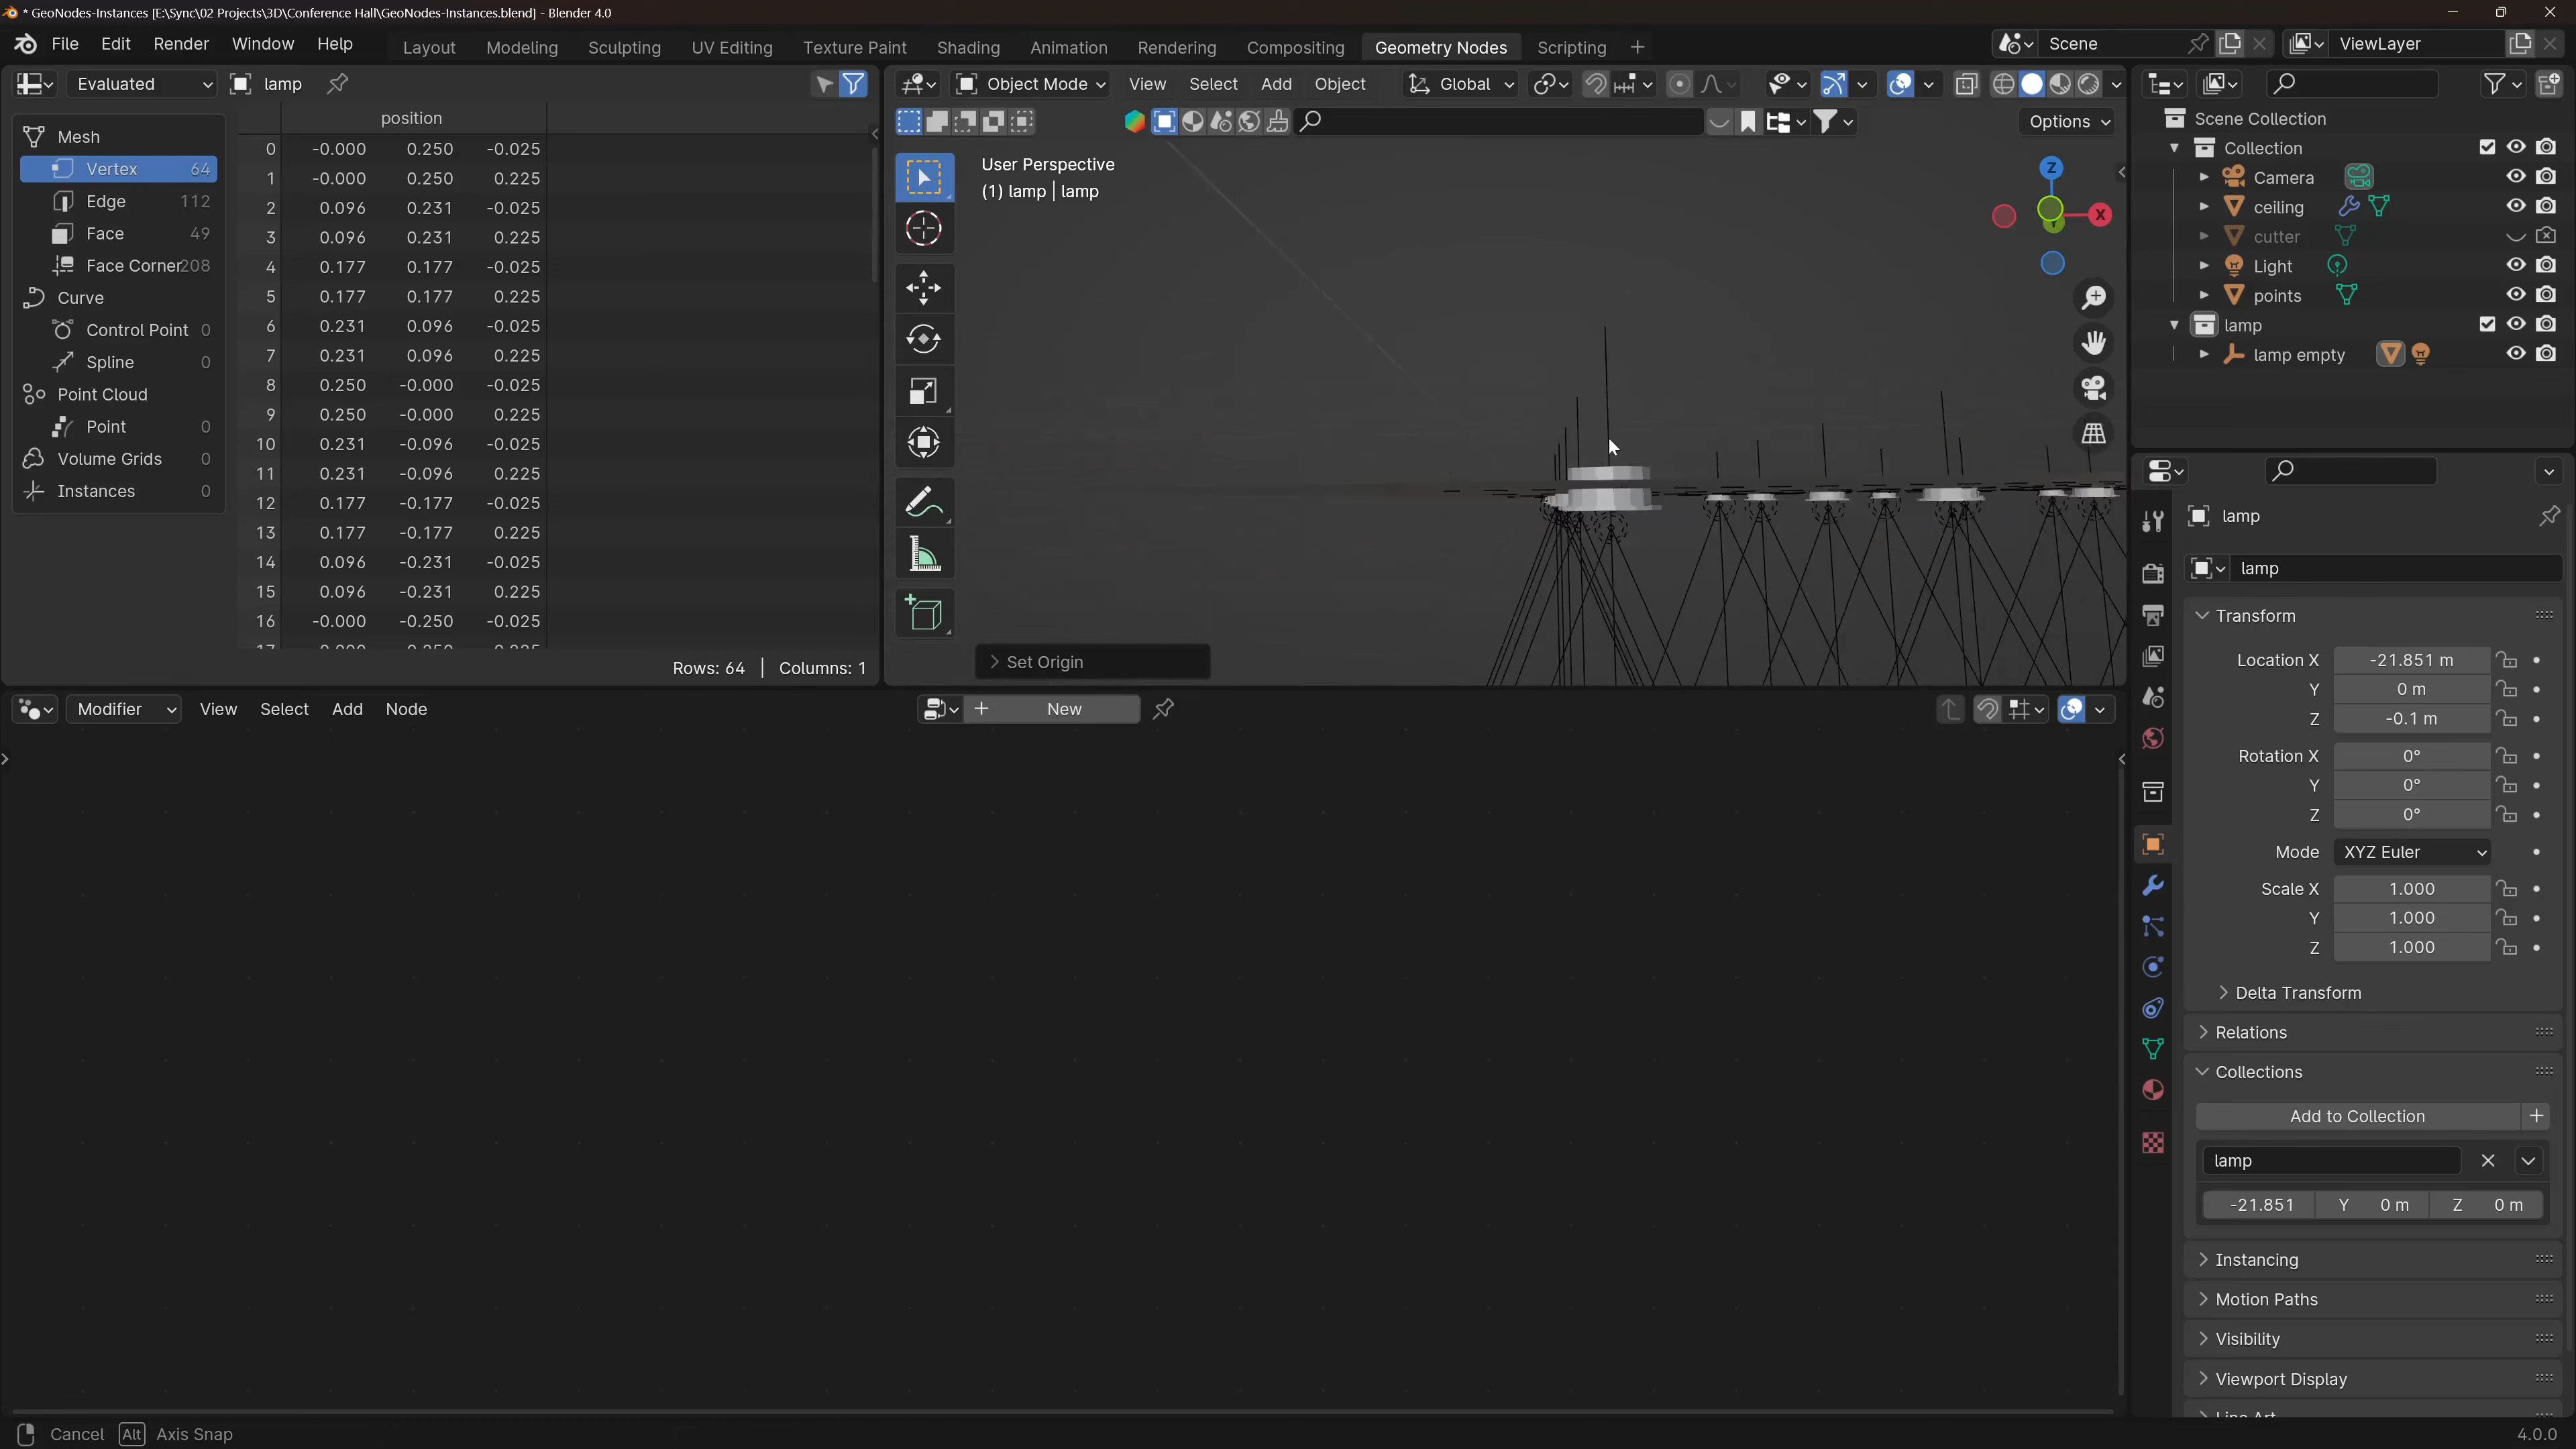 * GeoNodes-Instances [E:\Sync\02 Projects\3D\Conference Hall\GeoNodes-Instances.blend] - Blender 4.0
File Edit Render Window Help
Layout Modeling Sculpting UV Editing Texture Paint Shading Animation Rendering Compositing Geometry Nodes Scripting
Scene
ViewLayer
Evaluated
lamp
Object Mode
View Select Add Object
Global
Options
Scene Collection
Collection
Camera
ceiling
cutter
Light
points
lamp
lamp empty
Mesh
Vertex 64
Edge 112
Face 49
Face Corner 208
Curve
Control Point 0
Spline 0
Point Cloud
Point 0
Volume Grids 0
Instances 0
position
0 -0.000 0.250 -0.025
1 -0.000 0.250 0.225
2 0.096 0.231 -0.025
3 0.096 0.231 0.225
4 0.177 0.177 -0.025
5 0.177 0.177 0.225
6 0.231 0.096 -0.025
7 0.231 0.096 0.225
8 0.250 -0.000 -0.025
9 0.250 -0.000 0.225
10 0.231 -0.096 -0.025
11 0.231 -0.096 0.225
12 0.177 -0.177 -0.025
13 0.177 -0.177 0.225
14 0.096 -0.231 -0.025
15 0.096 -0.231 0.225
16 -0.000 -0.250 -0.025
Rows: 64 | Columns: 1
User Perspective
(1) lamp | lamp
Z
X
Y
Set Origin
Modifier
View Select Add Node
New
lamp
lamp
Transform
Location X -21.851 m
Y 0 m
Z -0.1 m
Rotation X 0°
Y 0°
Z 0°
Mode XYZ Euler
Scale X 1.000
Y 1.000
Z 1.000
Delta Transform
Relations
Collections
Add to Collection
lamp
-21.851 Y 0 m Z 0 m
Instancing
Motion Paths
Visibility
Viewport Display
Cancel Alt Axis Snap
4.0.0